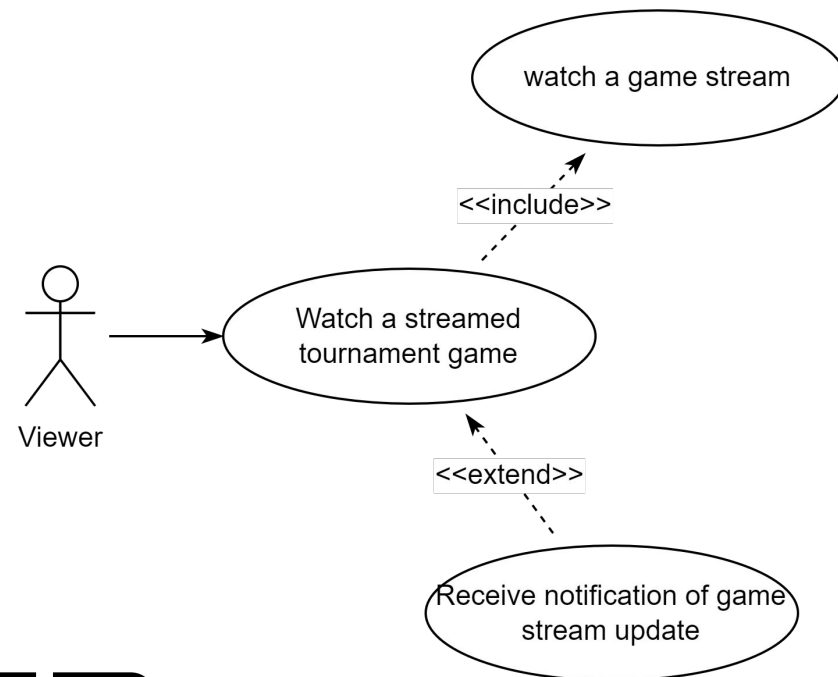 watch a game stream
<<include>>
Watch a streamed
tournament game
Viewer
<<extend>>
Receive notification of game
stream update